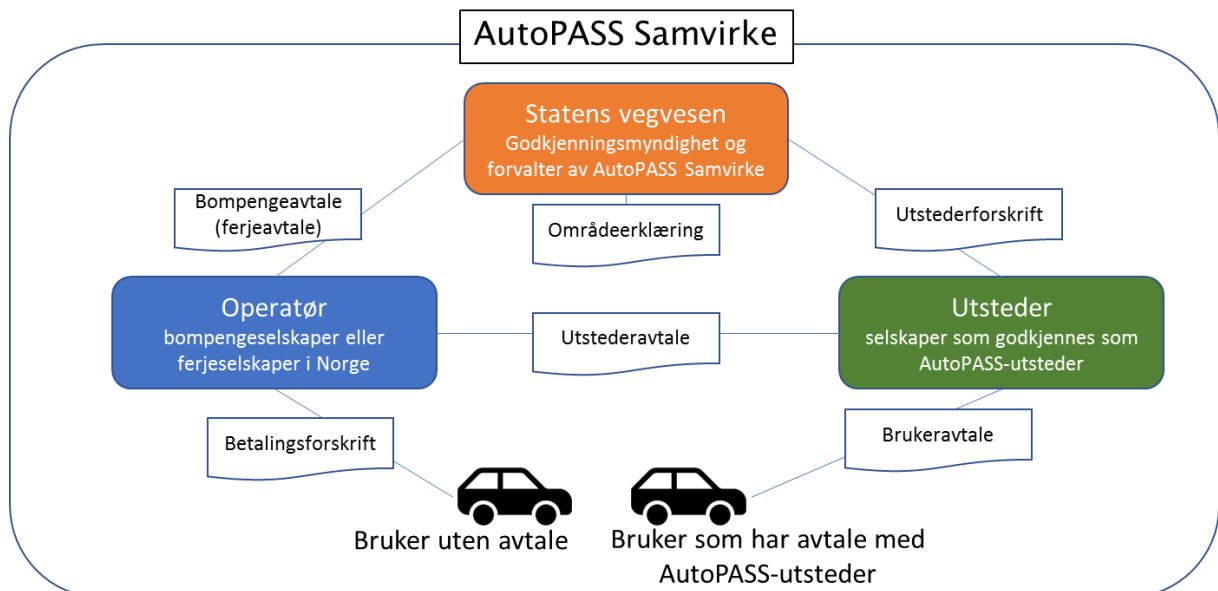 AutoPASS Samvirke
Statens vegvesen
Godkjenningsmyndighet og
forvalter av AutoPASS Samvirke
Bompengeavtale
(ferjeavtale)
Områdeerklæring
Utstederforskrift
Operatør
bompengeselskaper eller
ferjeselskaper i Norge
Utstederavtale
Utsteder
selskaper som godkjennes som
AutoPASS-utsteder
Betalingsforskrift
Brukeravtale
Bruker uten avtale
Bruker som har avtale med
AutoPASS-utsteder